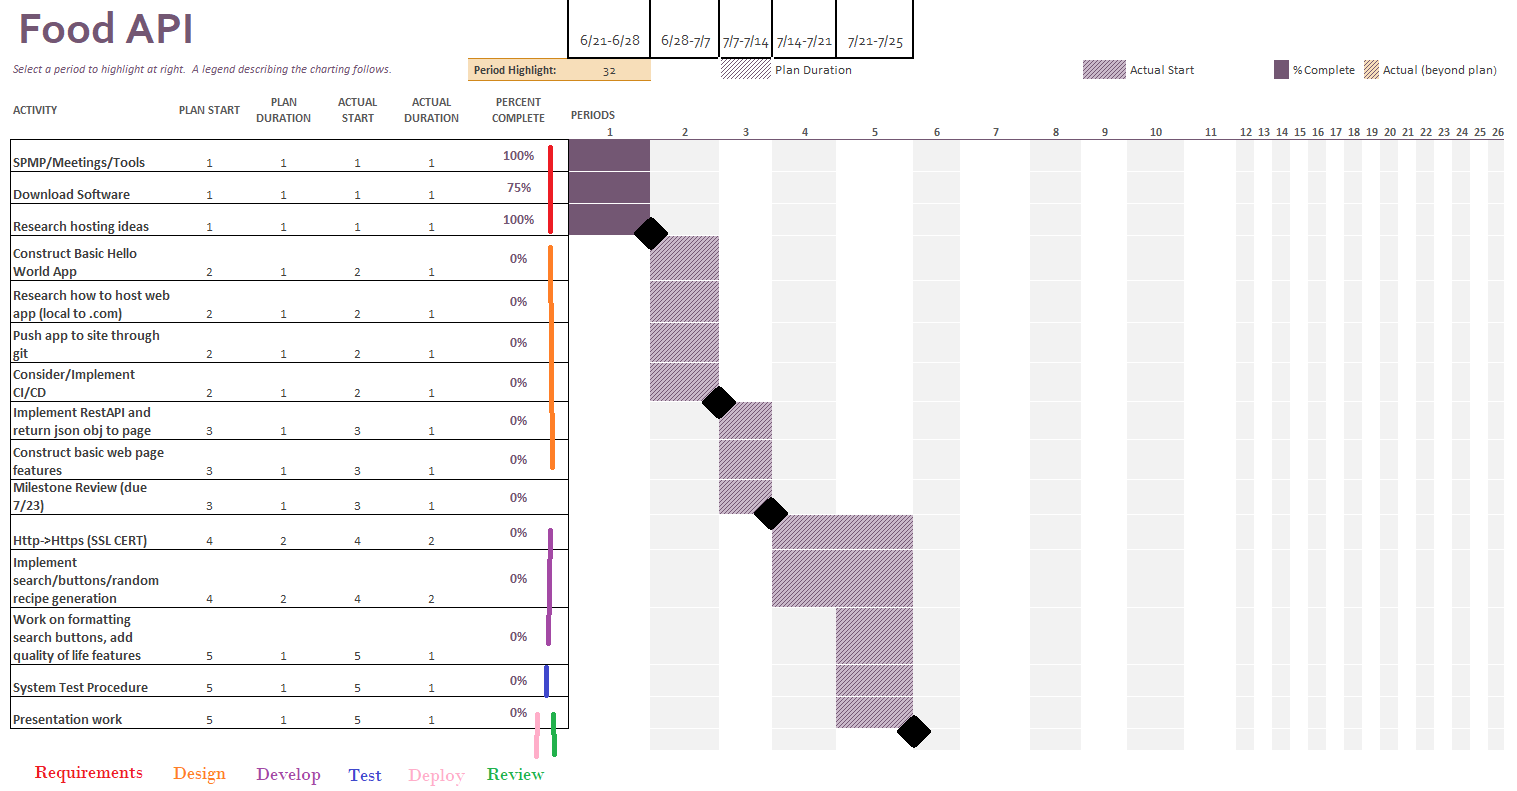 Food API
6/21-6/28 6/28-7/7 7/7-7/14 7/14-7/21 7/21-7/25
Select a period to highlight at right.  A legend describing the charting follows.
Period Highlight: 32
Plan Duration
Actual Start
% Complete
Actual (beyond plan)
ACTIVITY
PLAN START
PLAN
DURATION
ACTUAL
START
ACTUAL
DURATION
PERCENT
COMPLETE
PERIODS
1 2 3 4 5 6 7 8 9 10 11 12 13 14 15 16 17 18 19 20 21 22 23 24 25 26
SPMP/Meetings/Tools 1 1 1 1 100%
Download Software 1 1 1 1 75%
Research hosting ideas 1 1 1 1 100%
Construct Basic Hello
World App 2 1 2 1 0%
Research how to host web
app (local to .com) 2 1 2 1 0%
Push app to site through
git 2 1 2 1 0%
Consider/Implement
CI/CD 2 1 2 1 0%
Implement RestAPI and
return json obj to page 3 1 3 1 0%
Construct basic web page
features 3 1 3 1 0%
Milestone Review (due
7/23) 3 1 3 1 0%
Http->Https (SSL CERT) 4 2 4 2 0%
Implement
search/buttons/random
recipe generation 4 2 4 2 0%
Work on formatting
search buttons, add
quality of life features 5 1 5 1 0%
System Test Procedure 5 1 5 1 0%
Presentation work 5 1 5 1 0%
Requirements Design Develop Test Deploy Review